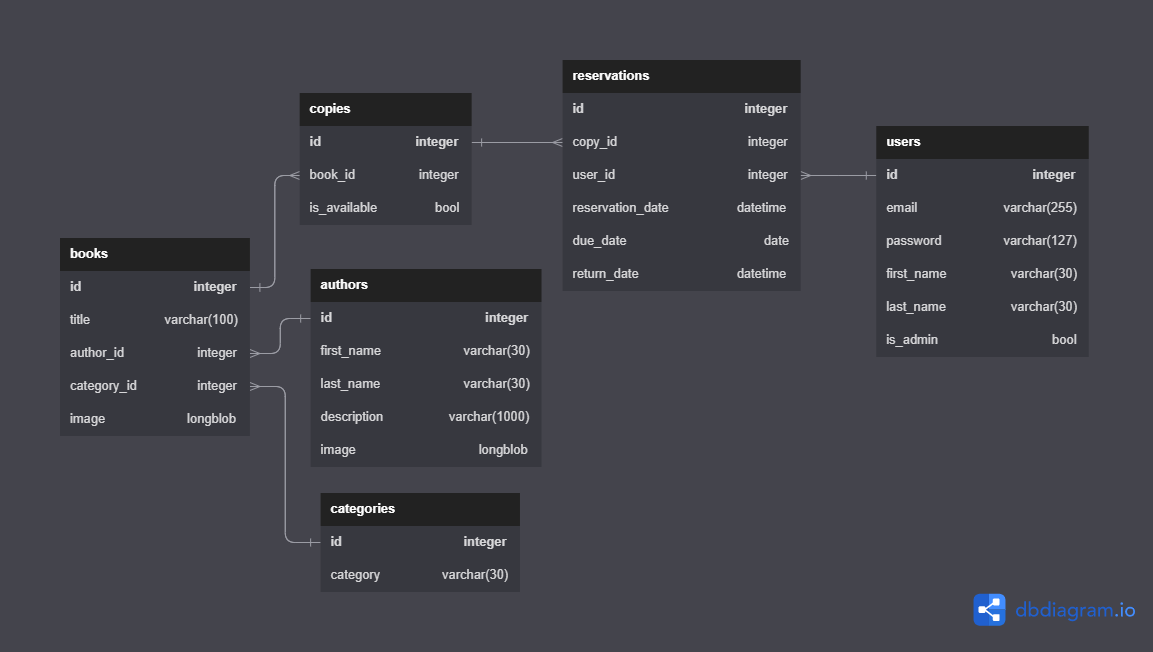 reservations
id integer
copy_id integer
user_id integer
reservation_date datetime
due_date date
return_date datetime
copies
id integer
book_id integer
is_available bool
users
id integer
email varchar(255)
password varchar(127)
first_name varchar(30)
last_name varchar(30)
is_admin bool
books
id integer
title varchar(100)
author_id integer
category_id integer
image longblob
authors
id integer
first_name varchar(30)
last_name varchar(30)
description varchar(1000)
image longblob
categories
id integer
category varchar(30)
dbdiagram.io